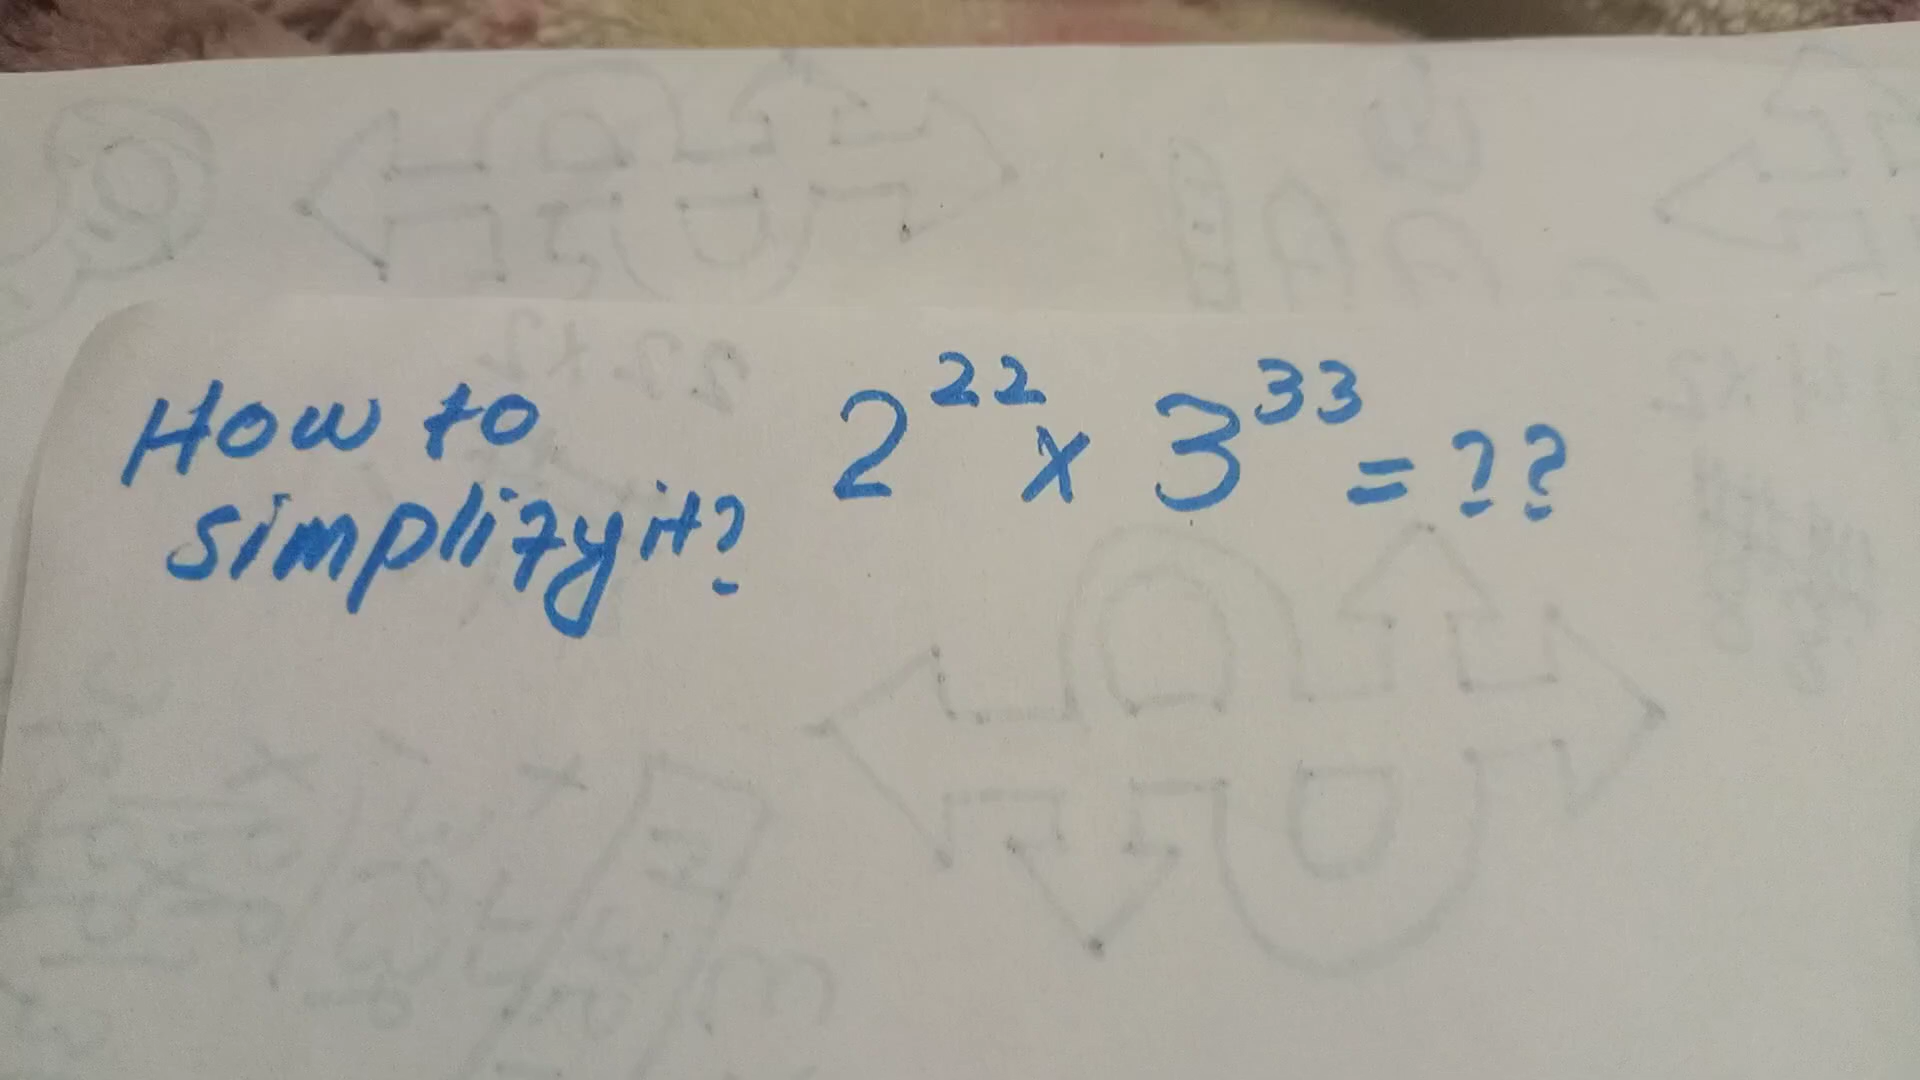 How to
simplify it?
2²² x 3³³ = ??